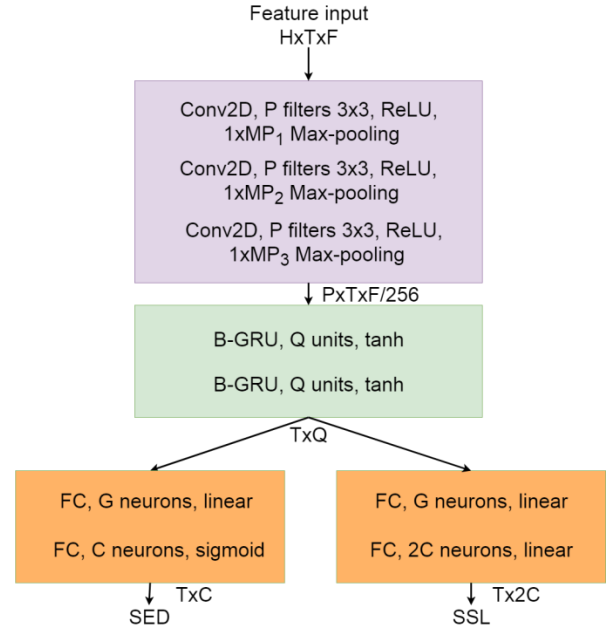 Feature input
HxTxF
Conv2D, P filters 3x3, ReLU,
1xMP₁ Max-pooling
Conv2D, P filters 3x3, ReLU,
1xMP₂ Max-pooling
Conv2D, P filters 3x3, ReLU,
1xMP₃ Max-pooling
PxTxF/256
B-GRU, Q units, tanh
B-GRU, Q units, tanh
TxQ
FC, G neurons, linear
FC, C neurons, sigmoid
TxC
SED
FC, G neurons, linear
FC, 2C neurons, linear
Tx2C
SSL